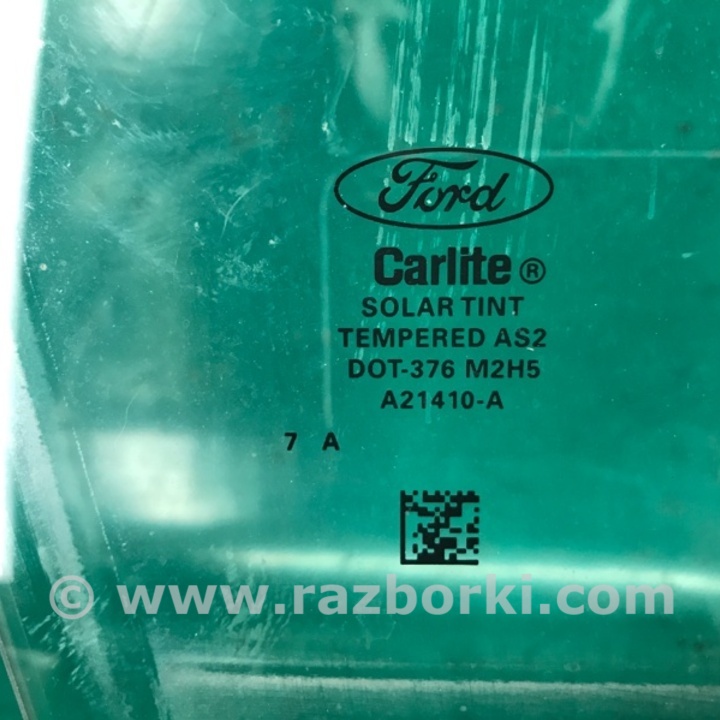 Ford
Carlite ®
SOLAR TINT
TEMPERED AS2
DOT-376 M2H5
A21410-A
7 A
© www.razborki.com